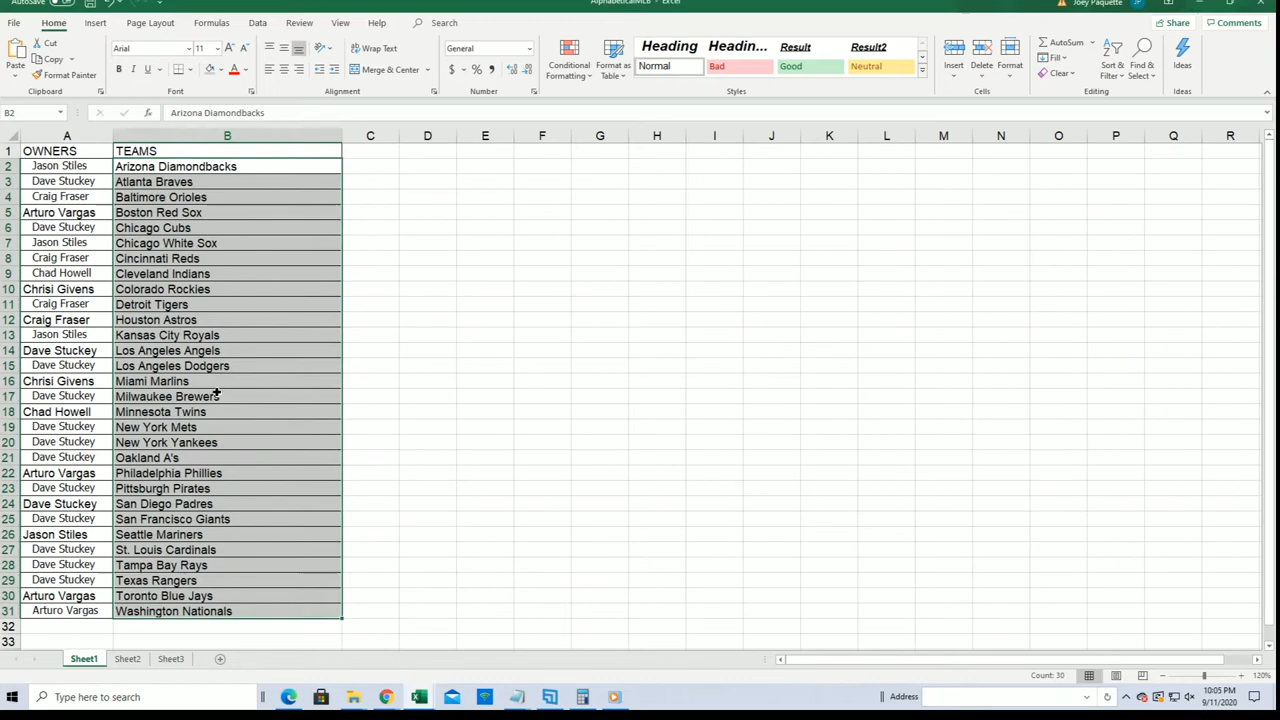 AutoSave Off AlphabeticalMLB - Excel Joey Paquette JP
File Home Insert Page Layout Formulas Data Review View Help Search Share Comments
Paste Cut Copy Format Painter Clipboard
Arial 11 Font
Wrap Text Merge & Center Alignment
General Number
Conditional Formatting Format as Table
Heading Headin... Result Result2
Normal Bad Good Neutral
Styles
Insert Delete Format Cells
AutoSum Fill Clear Sort & Filter Find & Select Editing
Ideas Ideas
B2 fx Arizona Diamondbacks
A B C D E F G H I J K L M N O P Q R
1 OWNERS TEAMS
2 Jason Stiles Arizona Diamondbacks
3 Dave Stuckey Atlanta Braves
4 Craig Fraser Baltimore Orioles
5 Arturo Vargas Boston Red Sox
6 Dave Stuckey Chicago Cubs
7 Jason Stiles Chicago White Sox
8 Craig Fraser Cincinnati Reds
9 Chad Howell Cleveland Indians
10 Chrisi Givens Colorado Rockies
11 Craig Fraser Detroit Tigers
12 Craig Fraser Houston Astros
13 Jason Stiles Kansas City Royals
14 Dave Stuckey Los Angeles Angels
15 Dave Stuckey Los Angeles Dodgers
16 Chrisi Givens Miami Marlins
17 Dave Stuckey Milwaukee Brewers
18 Chad Howell Minnesota Twins
19 Dave Stuckey New York Mets
20 Dave Stuckey New York Yankees
21 Dave Stuckey Oakland A's
22 Arturo Vargas Philadelphia Phillies
23 Dave Stuckey Pittsburgh Pirates
24 Dave Stuckey San Diego Padres
25 Dave Stuckey San Francisco Giants
26 Jason Stiles Seattle Mariners
27 Dave Stuckey St. Louis Cardinals
28 Dave Stuckey Tampa Bay Rays
29 Dave Stuckey Texas Rangers
30 Arturo Vargas Toronto Blue Jays
31 Arturo Vargas Washington Nationals
32
33
Sheet1 Sheet2 Sheet3
Count: 30 120%
Type here to search Address 10:05 PM
9/11/2020